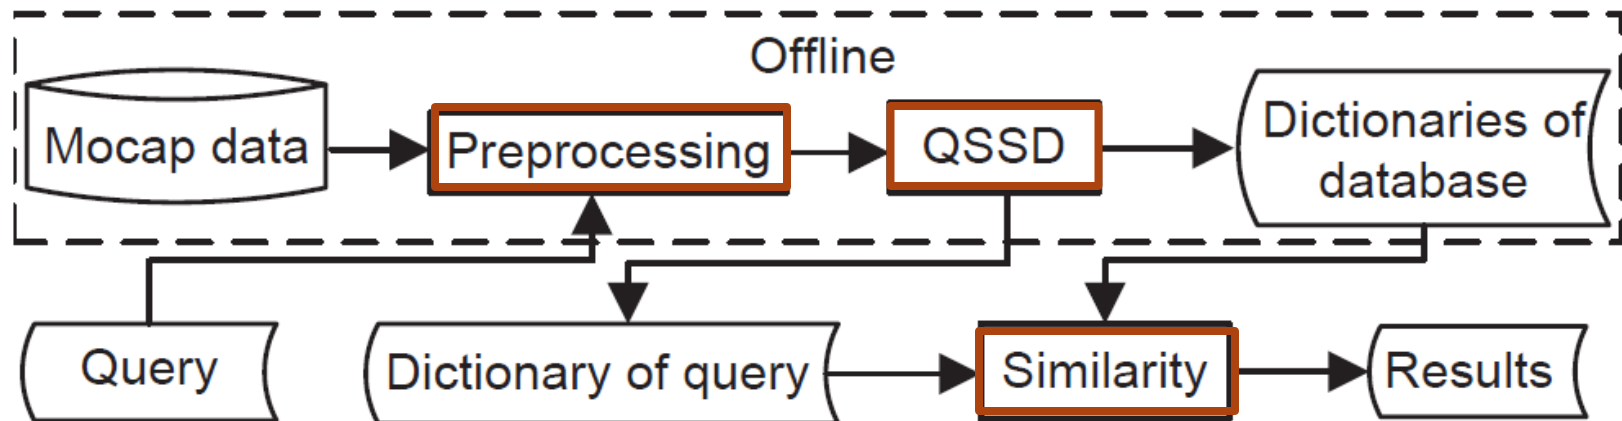 Offline
Mocap data
Preprocessing
QSSD
Dictionaries of
database
Query
Dictionary of query
Similarity
Results